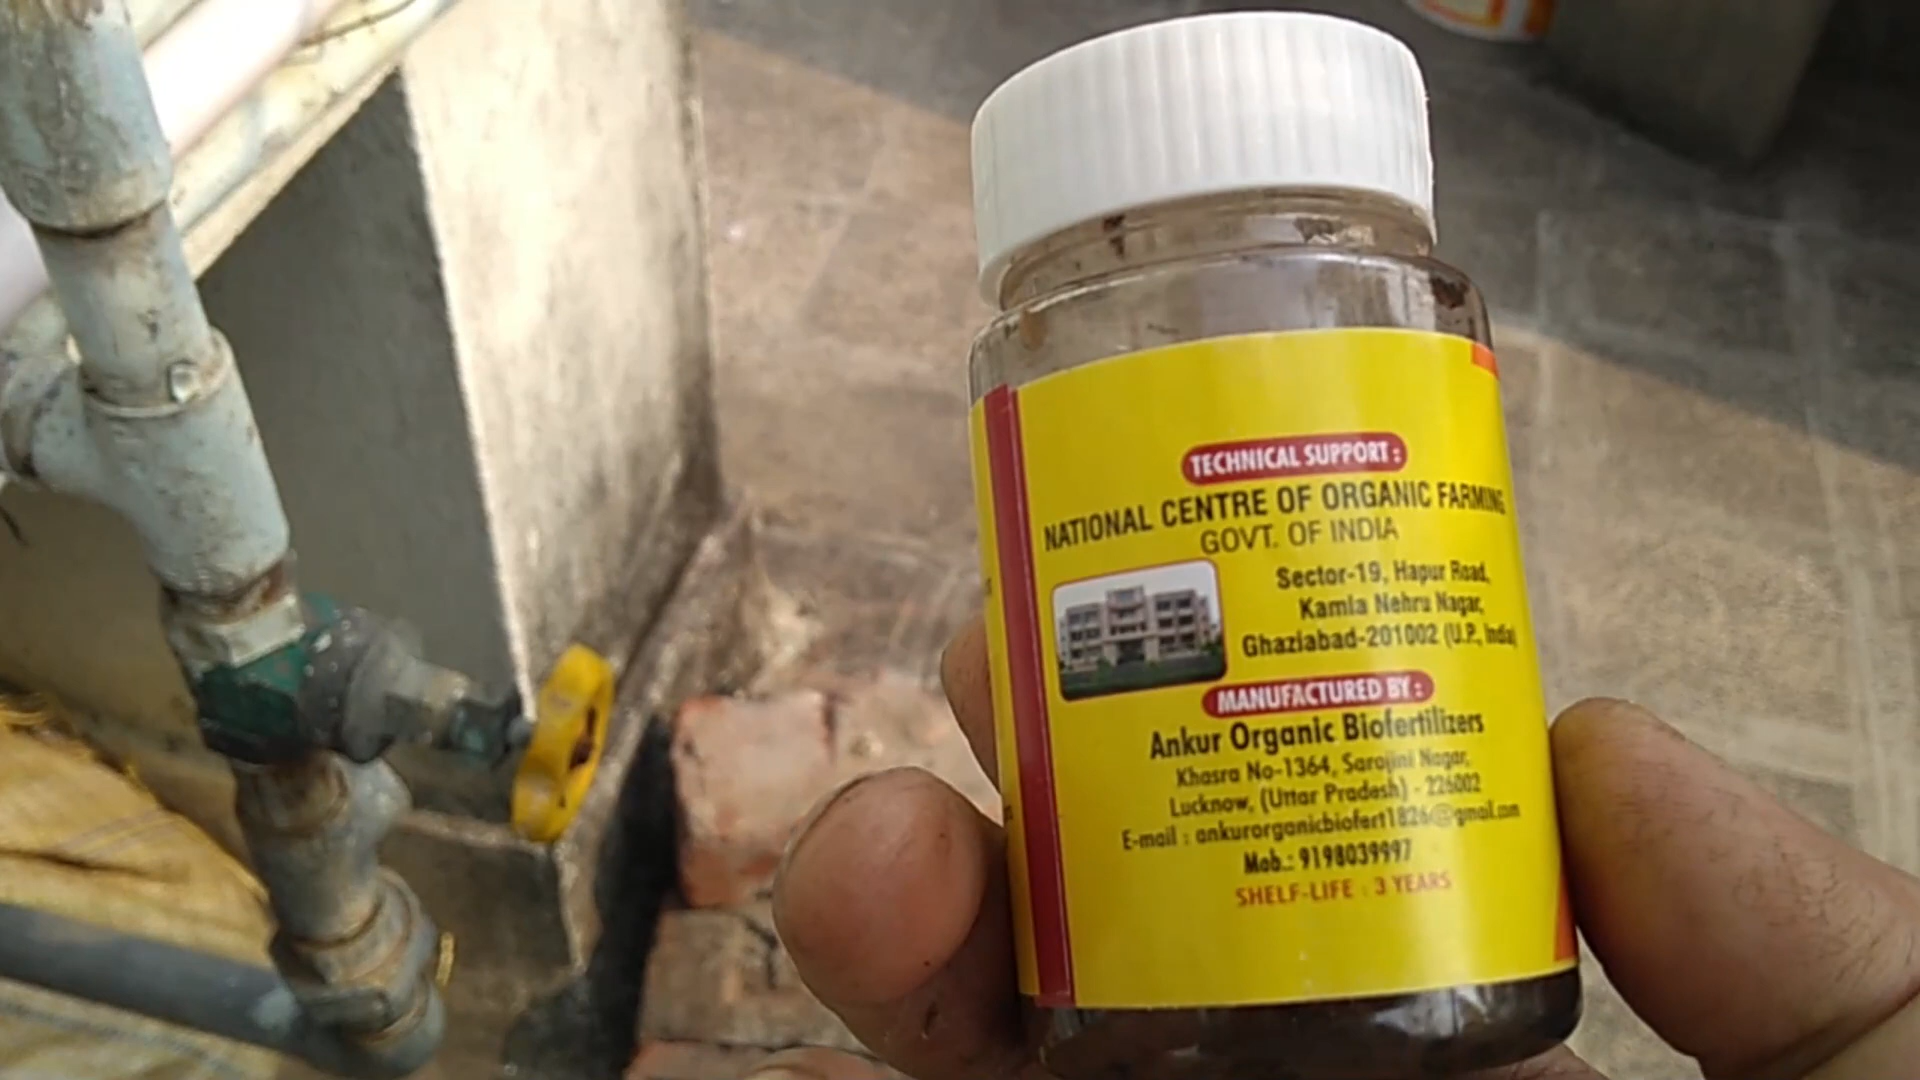 TECHNICAL SUPPORT :
NATIONAL CENTRE OF ORGANIC FARMING
GOVT. OF INDIA
Sector-19, Hapur Road,
Kamla Nehru Nagar,
Ghaziabad-201002 (U.P., India)
MANUFACTURED BY :
Ankur Organic Biofertilizers
Khasra No-1364, Sarojini Nagar,
Lucknow, (Uttar Pradesh) - 226002
E-mail : ankurorganicbiofert1826@gmail.com
Mob.: 9198039997
SHELF-LIFE : 3 YEARS